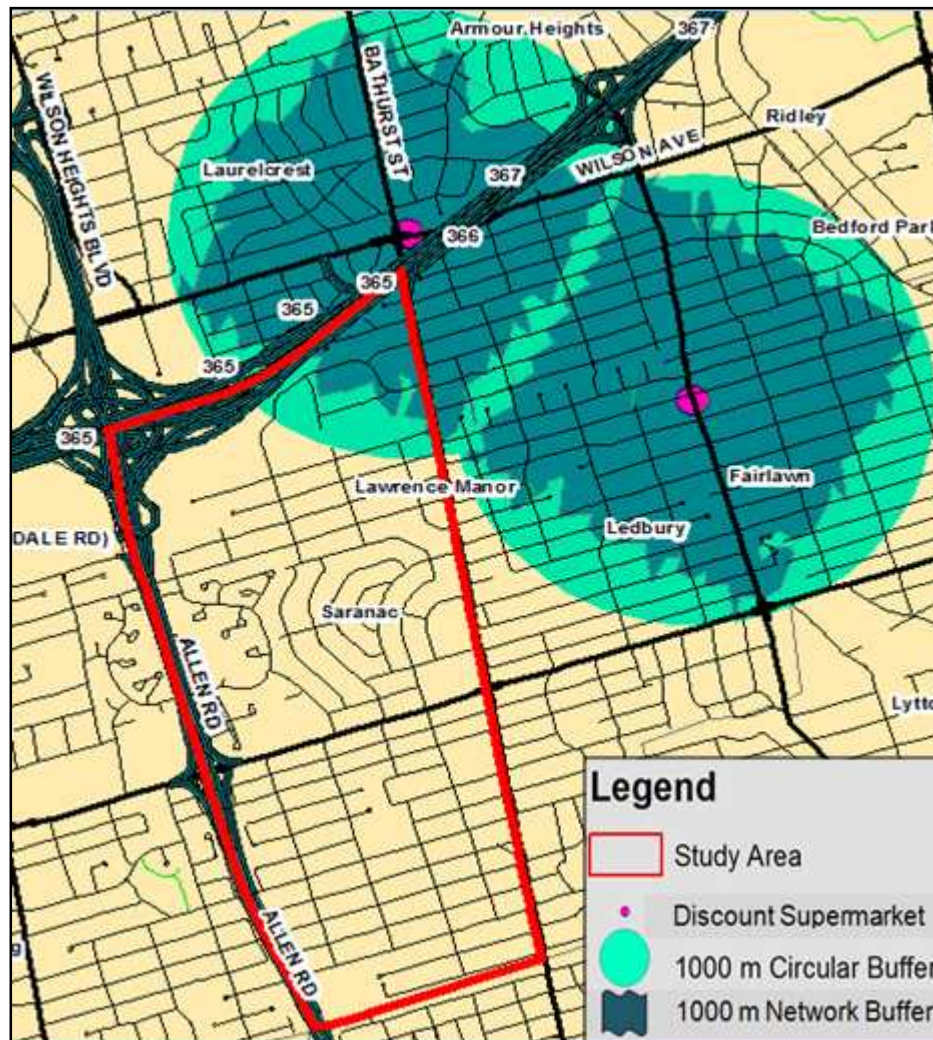 367
Armour Heights
BATHURST ST
WILSON HEIGHTS BLVD
Ridley
WILSON AVE
Laurelcrest
367
366
Bedford Park
365
365
365
365
Fairlawn
Lawrence Manor
Ledbury
DALE RD)
Saranac
ALLEN RD
Lytto
Legend
Study Area
ALLEN RD
Discount Supermarket
g
1000 m Circular Buffer
1000 m Network Buffer